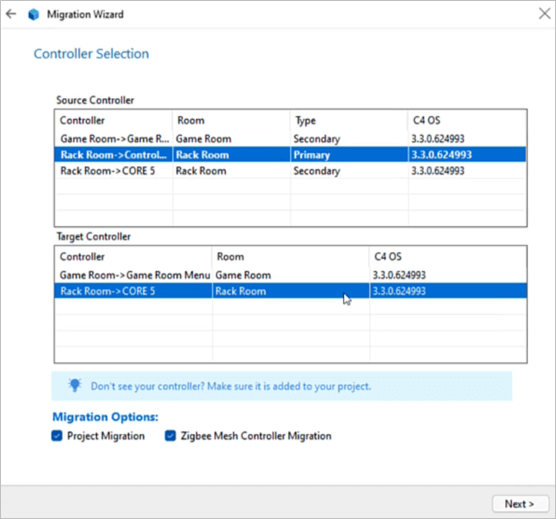 Migration Wizard
Controller Selection
Source Controller
Controller Room Type C4 OS
Game Room->Game R... Game Room Secondary 3.3.0.624993
Rack Room->Control... Rack Room Primary 3.3.0.624993
Rack Room->CORE 5 Rack Room Secondary 3.3.0.624993
Target Controller
Controller Room C4 OS
Game Room->Game Room Menu Game Room 3.3.0.624993
Rack Room->CORE 5 Rack Room 3.3.0.624993
Don't see your controller? Make sure it is added to your project.
Migration Options:
Project Migration Zigbee Mesh Controller Migration
Next >